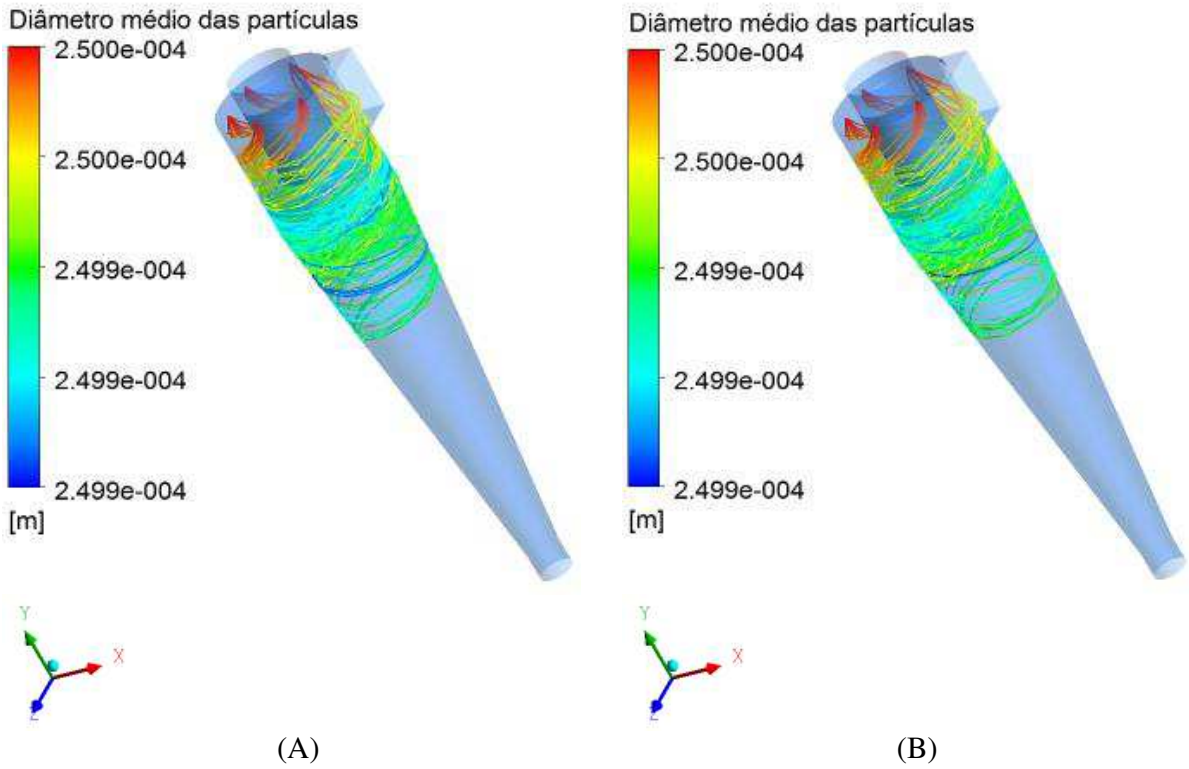 Diâmetro médio das partículas
2.500e-004
2.500e-004
2.499e-004
2.499e-004
2.499e-004
[m]
Y
X
Z
(A)
Diâmetro médio das partículas
2.500e-004
2.500e-004
2.499e-004
2.499e-004
2.499e-004
[m]
Y
X
Z
(B)